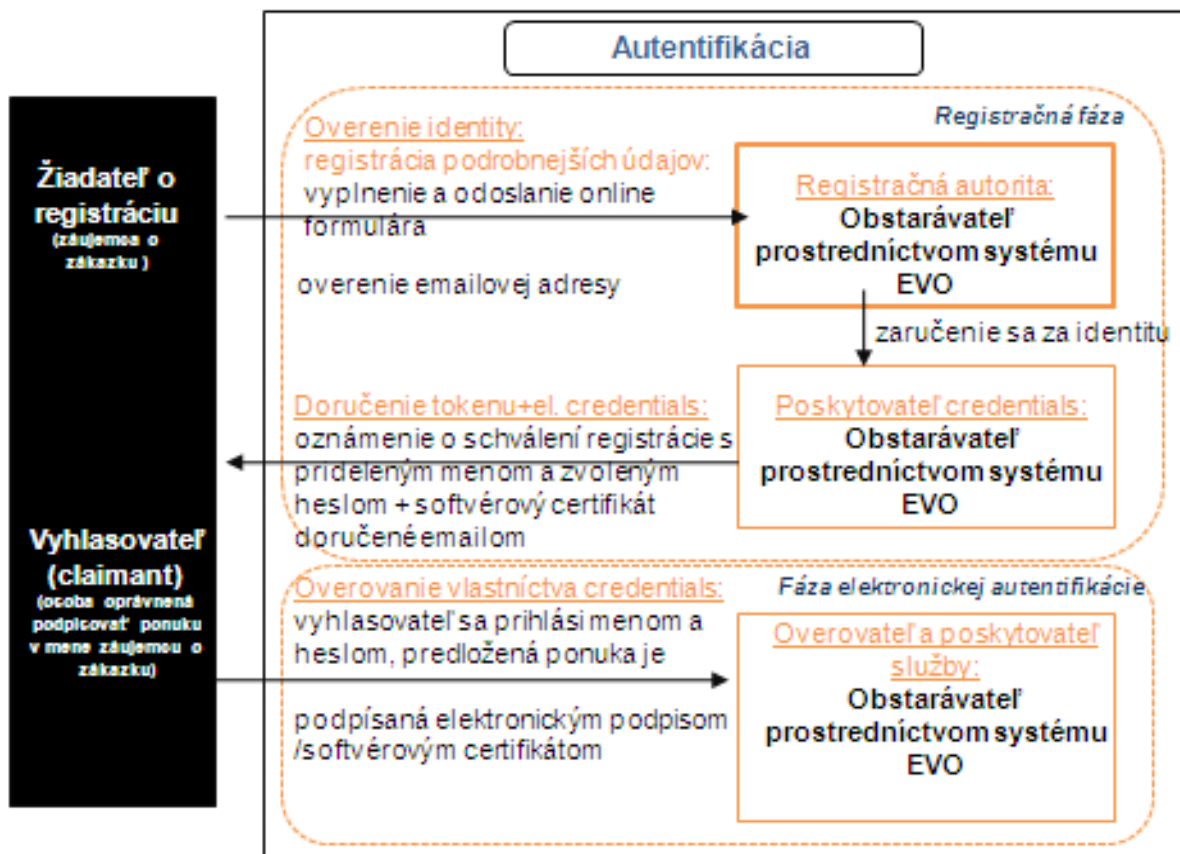 Autentifikácia
Registračná fáza
Žiadateľ o
registráciu
(záujemca o
zákazku )
Overenie identity:
registrácia podrobnejších údajov:
vyplnenie a odoslanie online
formulára
overenie emailovej adresy
Registračná autorita:
Obstarávateľ
prostredníctvom systému
EVO
zaručenie sa za identitu
Doručenie tokenu+el. credentials:
oznámenie o schválení registrácie s
prideleným menom a zvoleným
heslom + softvérový certifikát
doručené emailom
Poskytovateľ credentials:
Obstarávateľ
prostredníctvom systému
EVO
Vyhlasovateľ
(claimant)
(osoba oprávnená
podpisovať ponuku
v mene záujemcu o
zákazku)
Fáza elektronickej autentifikácie
Overovanie vlastníctva credentials:
vyhlasovateľ sa prihlási menom a
heslom, predložená ponuka je
podpísaná elektronickým podpisom
/softvérovým certifikátom
Overovateľ a poskytovateľ
služby:
Obstarávateľ
prostredníctvom systému
EVO